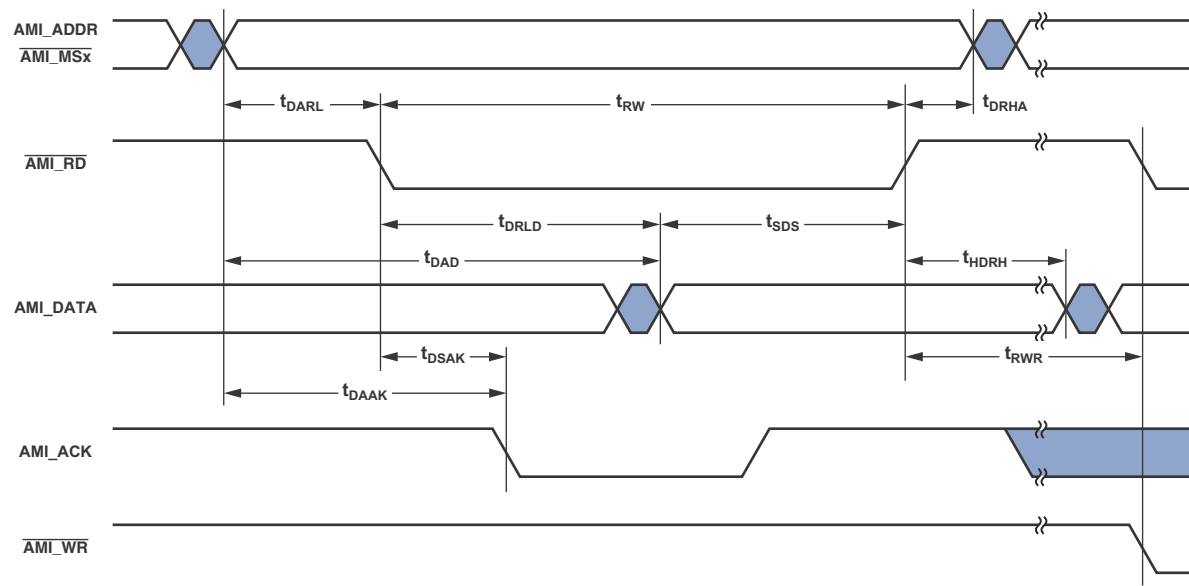 AMI_ADDR
AMI_MSx
tDARL
tRW
tDRHA
AMI_RD
tDRLD
tSDS
tDAD
tHDRH
AMI_DATA
tDSAK
tRWR
tDAAK
AMI_ACK
AMI_WR